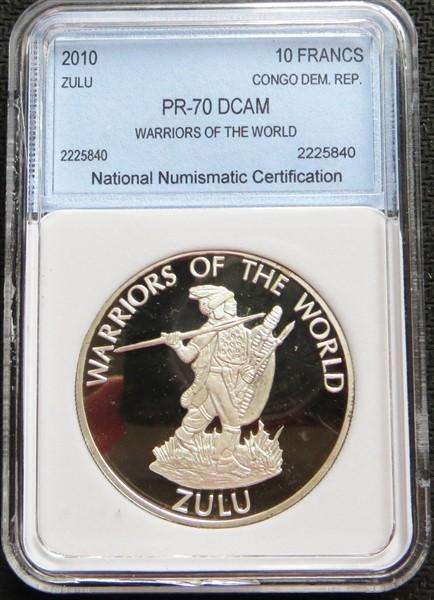 2010 10 FRANCS
ZULU CONGO DEM. REP.
PR-70 DCAM
WARRIORS OF THE WORLD
2225840 2225840
National Numismatic Certification
WARRIORS OF THE WORLD
ZULU